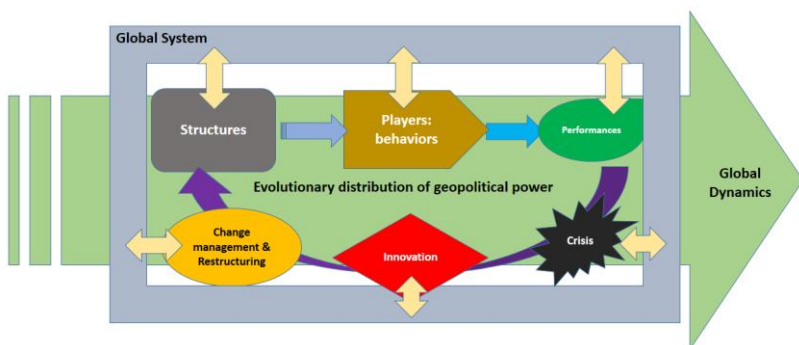 Global System
Structures
Players:
behaviors
Performances
Evolutionary distribution of geopolitical power
Global
Dynamics
Change
management &
Restructuring
Innovation
Crisis